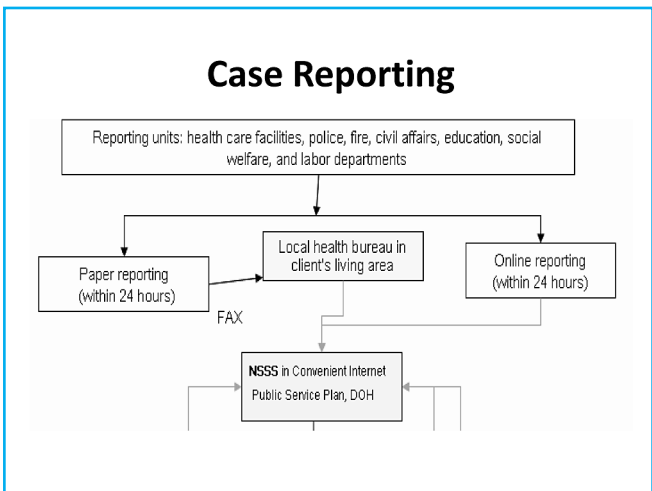 Case Reporting
Reporting units: health care facilities, police, fire, civil affairs, education, social
welfare, and labor departments
Local health bureau in
client's living area
Paper reporting
(within 24 hours)
Online reporting
(within 24 hours)
FAX
NSSS in Convenient Internet
Public Service Plan, DOH